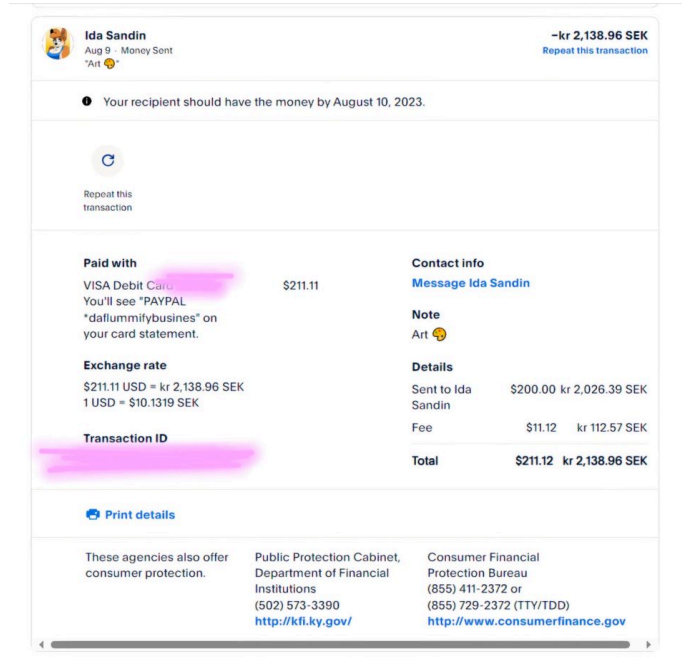 Ida Sandin
–kr 2,138.96 SEK
Aug 9 · Money Sent
Repeat this transaction
"Art 🎨"
Your recipient should have the money by August 10, 2023.
Repeat this
transaction
Paid with
VISA Debit Card
$211.11
You'll see "PAYPAL
*daflummifybusines" on
your card statement.
Exchange rate
$211.11 USD = kr 2,138.96 SEK
1 USD = $10.1319 SEK
Transaction ID
Contact info
Message Ida Sandin
Note
Art 🎨
Details
Sent to Ida
Sandin
$200.00 kr 2,026.39 SEK
Fee
$11.12 kr 112.57 SEK
Total
$211.12 kr 2,138.96 SEK
Print details
These agencies also offer
consumer protection.
Public Protection Cabinet,
Department of Financial
Institutions
(502) 573-3390
http://kfi.ky.gov/
Consumer Financial
Protection Bureau
(855) 411-2372 or
(855) 729-2372 (TTY/TDD)
http://www.consumerfinance.gov